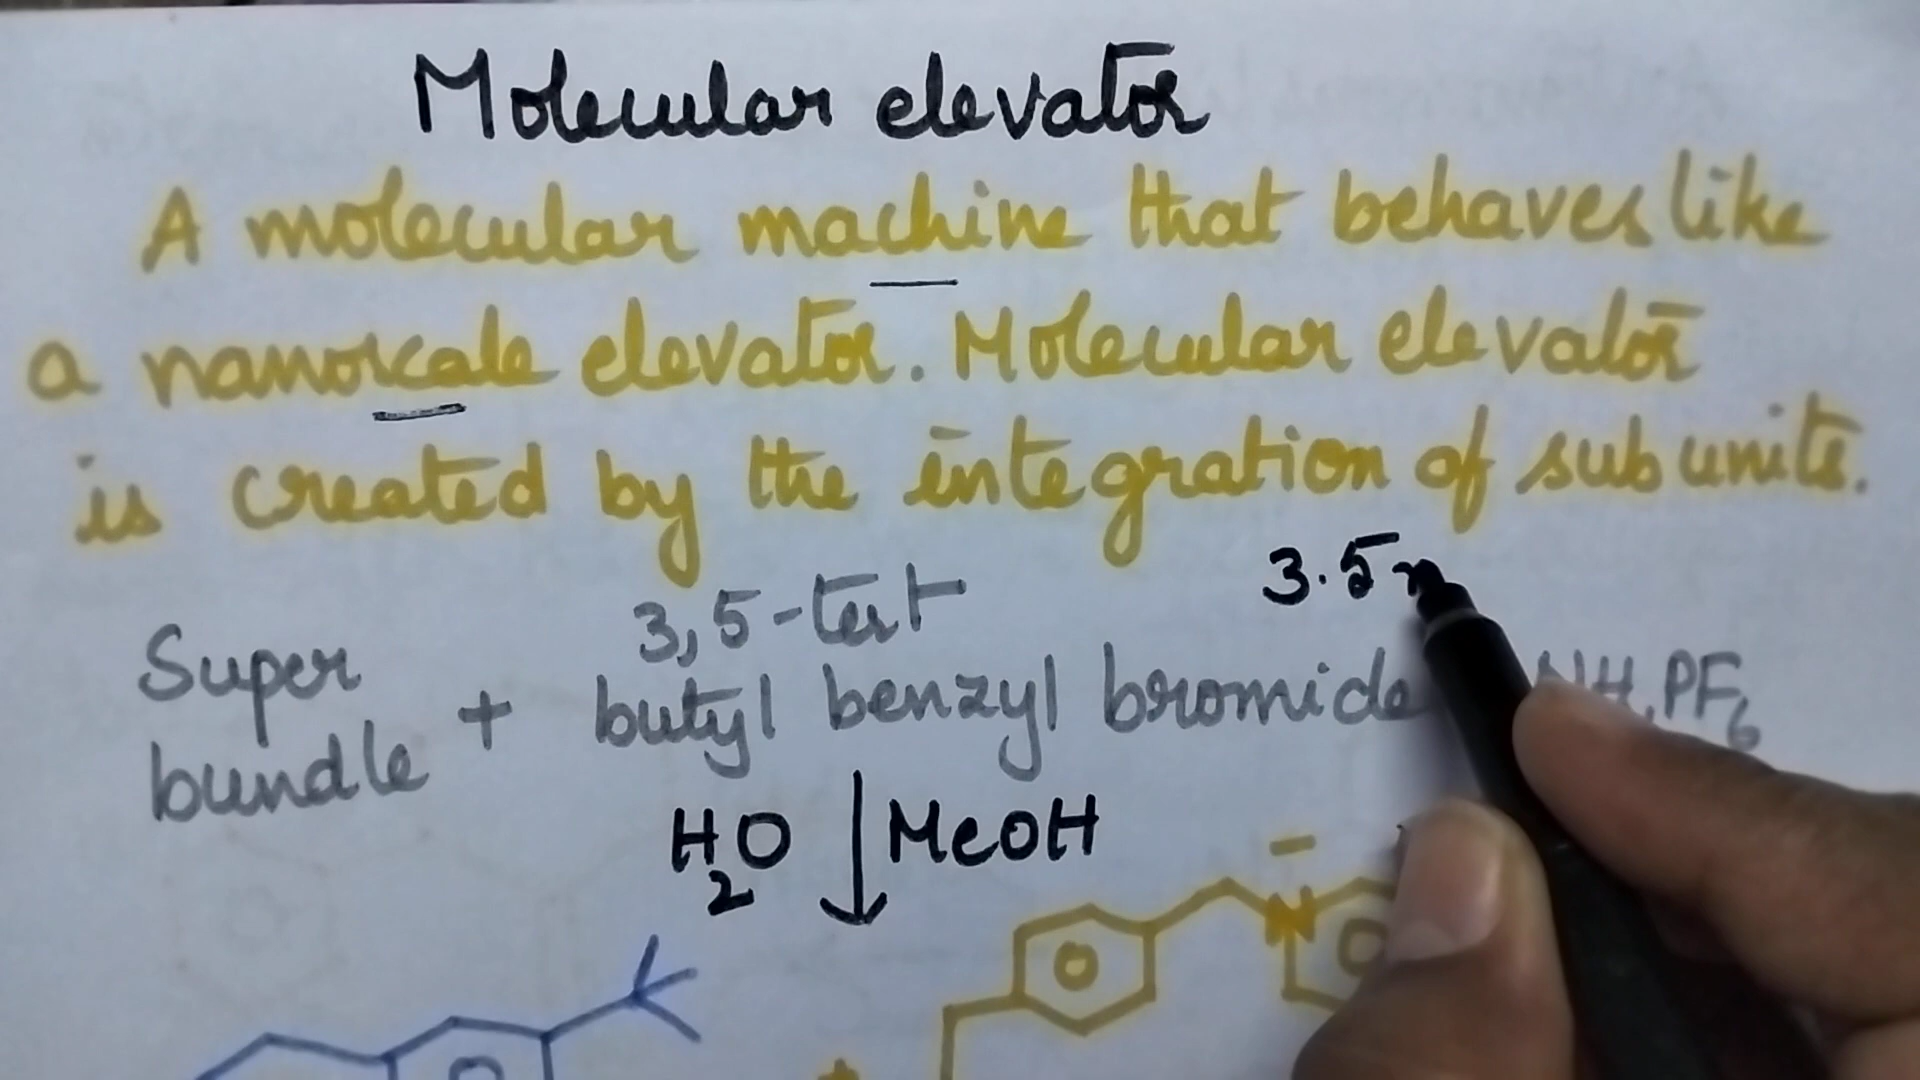 Molecular elevator
A molecular machine that behaves like
a nanoscale elevator. Molecular elevator
is created by the integration of subunits.
3.5
3,5-tert
Super bundle + butyl benzyl bromide PF6
H2O MeOH
N
+